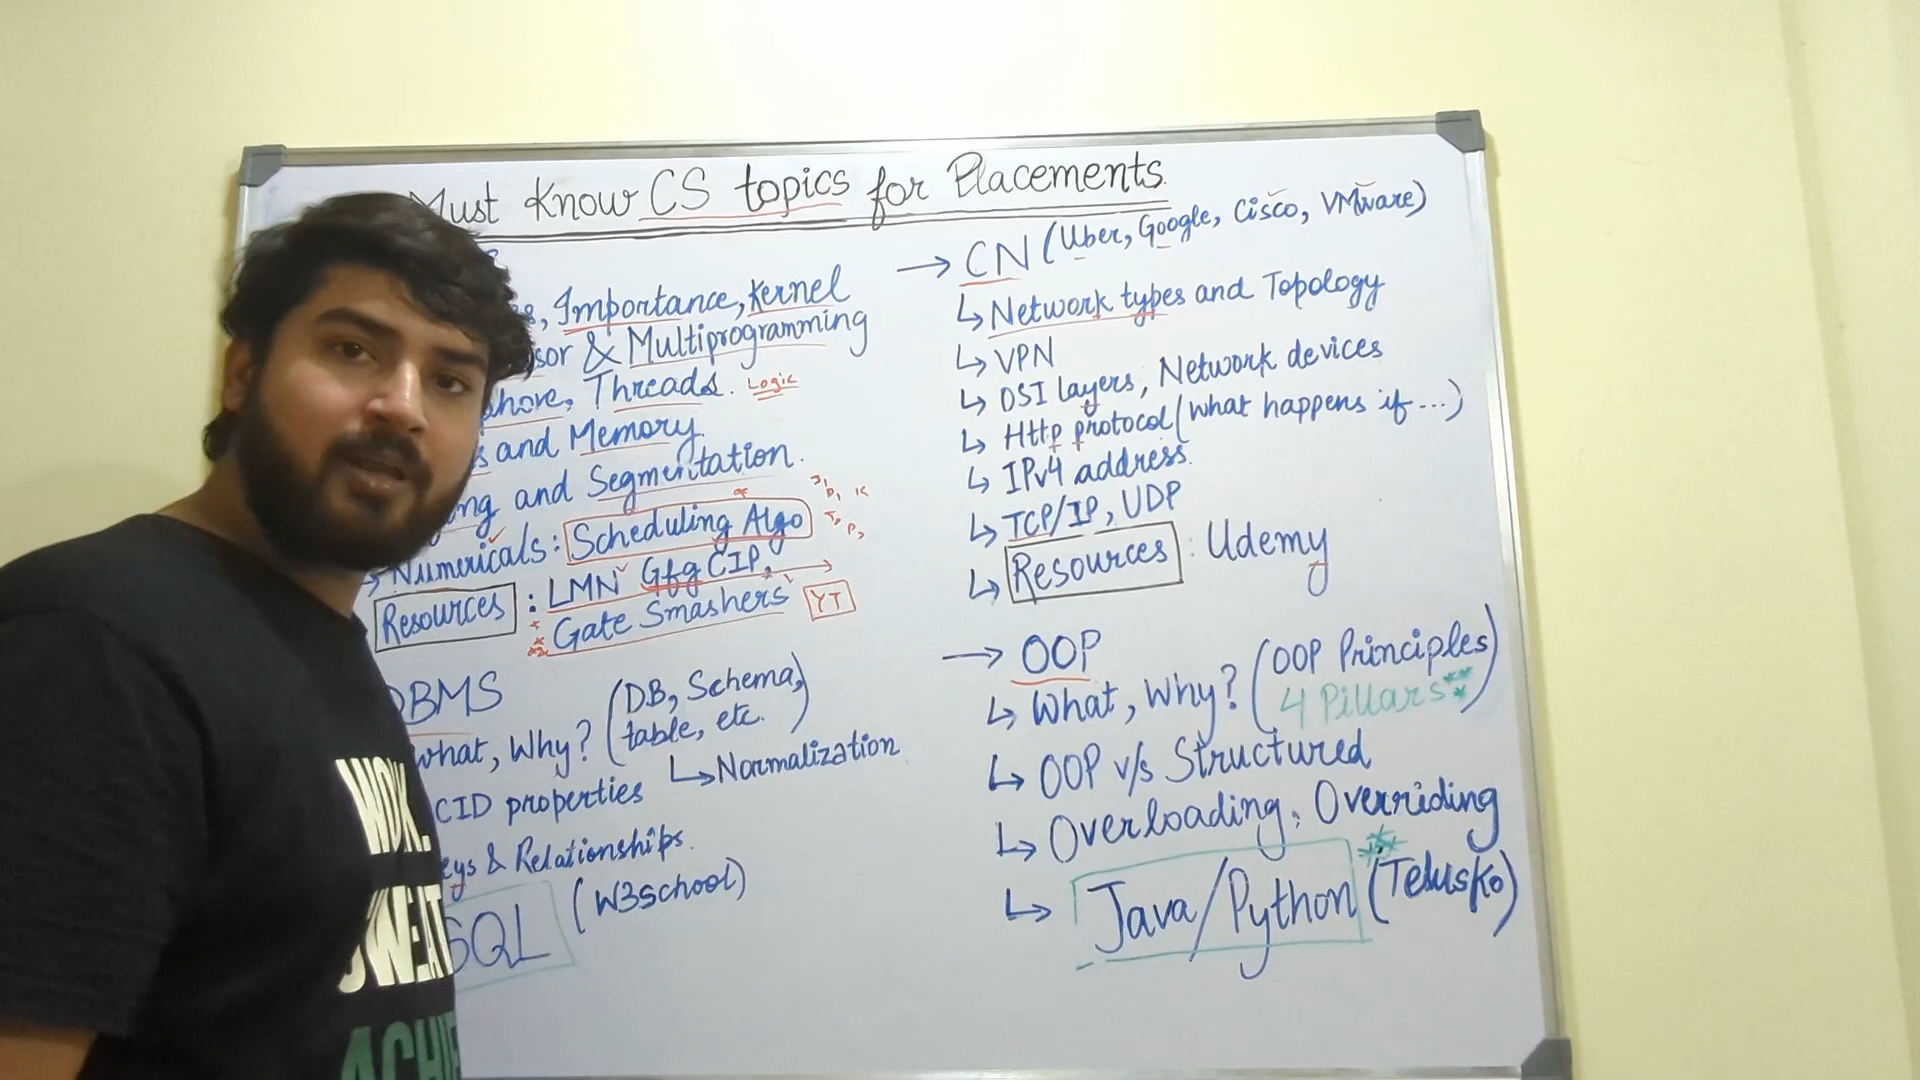 Must Know CS topics for Placements.
Importance, Kernel
& Multiprogramming
Threads. Logic
and Memory
and Segmentation.
Numericals: Scheduling Algo
Resources : LMN Gfg CIP,
Gate Smashers YT
DBMS
What, Why? (DB, Schema, table, etc.)
↳ Normalization
CID properties
& Relationships.
SQL (W3School)
→ CN (Uber, Google, Cisco, VMware)
↳ Network types and Topology
↳ VPN
↳ OSI layers, Network devices
↳ Http protocol (What happens if ...)
↳ IPv4 address.
↳ TCP/IP, UDP
↳ Resources : Udemy
→ OOP
↳ What, Why? (OOP Principles
4 Pillars)
↳ OOP v/s Structured
↳ Overloading, Overriding
↳ Java/Python (Telusko)
WORK.
SWEAT
ACHIE